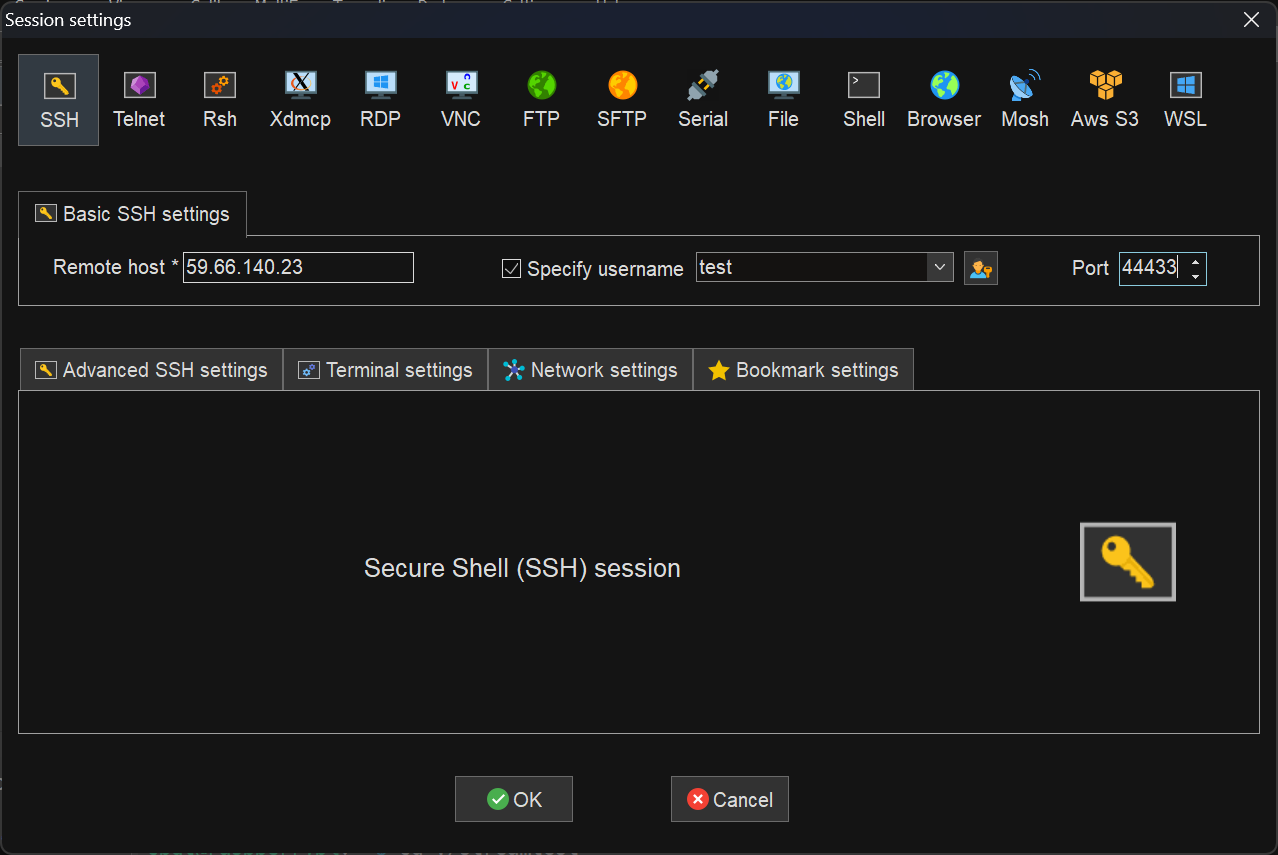 Session settings
SSH Telnet Rsh Xdmcp RDP VNC FTP SFTP Serial File Shell Browser Mosh Aws S3 WSL
Basic SSH settings
Remote host * 59.66.140.23 Specify username test Port 44433
Advanced SSH settings Terminal settings Network settings Bookmark settings
Secure Shell (SSH) session
OK Cancel